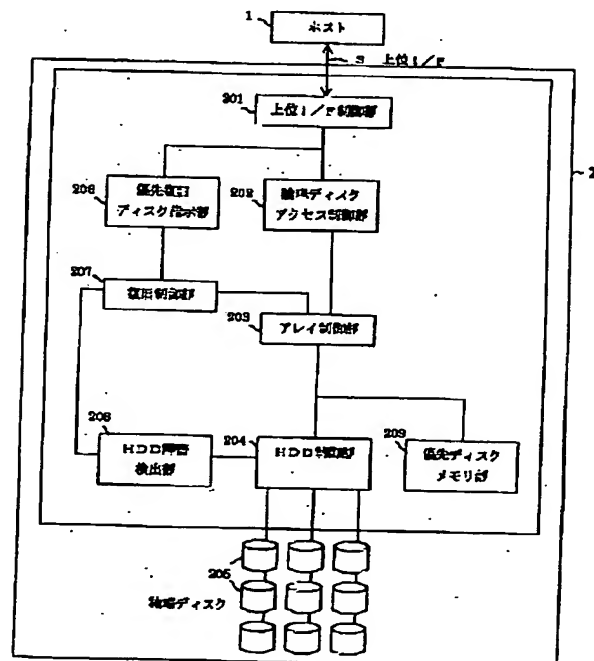 1
ホスト
3 上位I/F
201
上位I/F制御部
2
206
優先復旧
ディスク指示部
202
論理ディスク
アクセス制御部
207
復旧制御部
203
アレイ制御部
208
HDD障害
検出部
204
HDD制御部
209
優先ディスク
メモリ部
205
論理ディスク